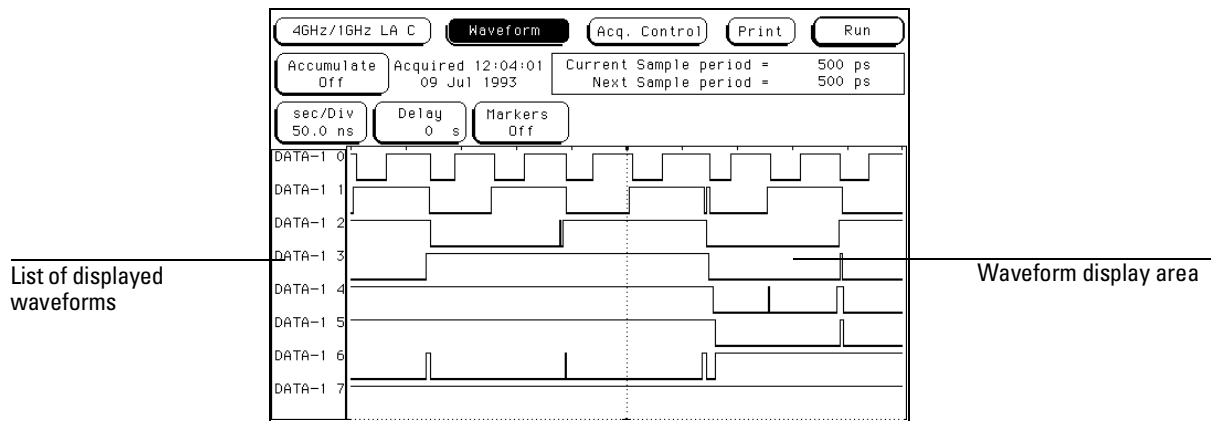 4GHz/1GHz LA C Waveform Acq. Control Print Run
Accumulate Off Acquired 12:04:01 09 Jul 1993 Current Sample period = 500 ps
Next Sample period = 500 ps
sec/Div 50.0 ns Delay 0 s Markers Off
DATA-1 0
DATA-1 1
DATA-1 2
DATA-1 3
DATA-1 4
DATA-1 5
DATA-1 6
DATA-1 7
List of displayed
waveforms
Waveform display area